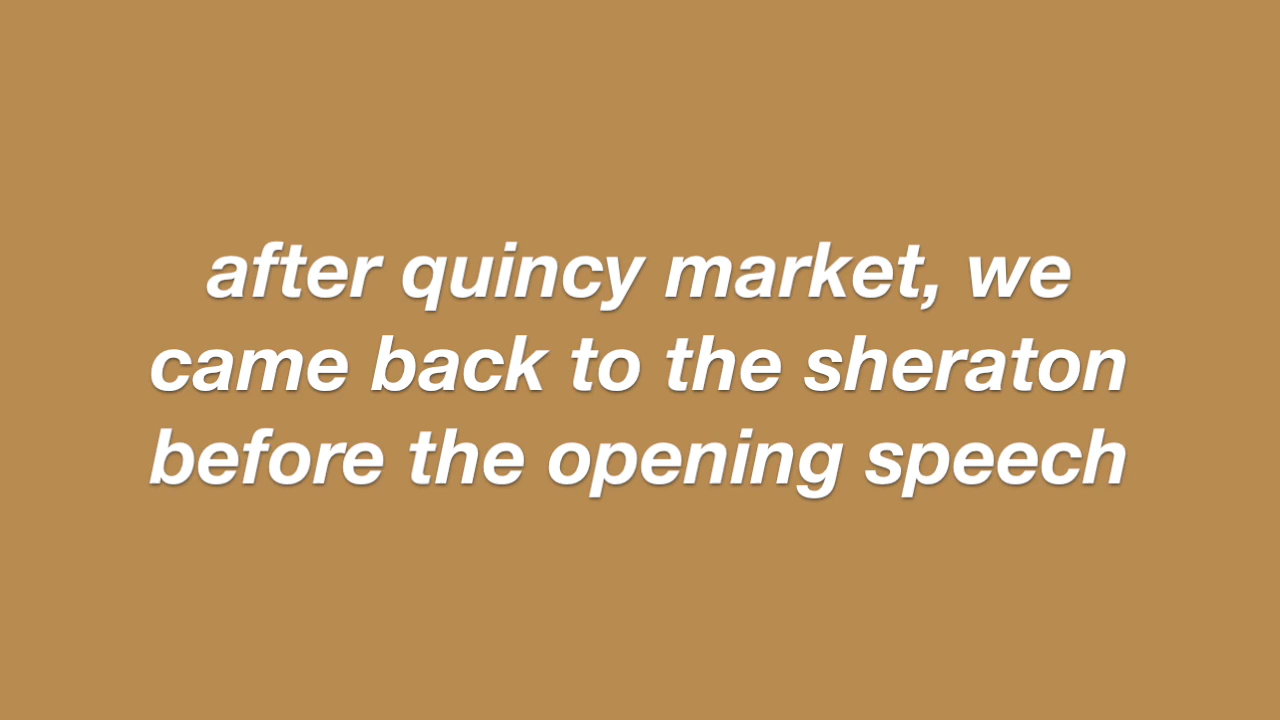 after quincy market, we
came back to the sheraton
before the opening speech